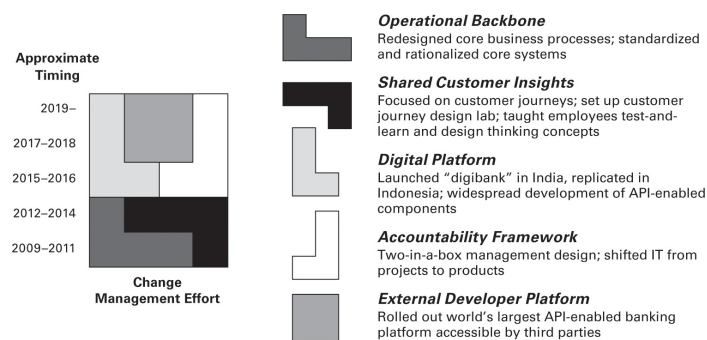 Approximate
Timing
2019–
2017–2018
2015–2016
2012–2014
2009–2011
Change
Management Effort
Operational Backbone
Redesigned core business processes; standardized
and rationalized core systems
Shared Customer Insights
Focused on customer journeys; set up customer
journey design lab; taught employees test-and-
learn and design thinking concepts
Digital Platform
Launched “digibank” in India, replicated in
Indonesia; widespread development of API-enabled
components
Accountability Framework
Two-in-a-box management design; shifted IT from
projects to products
External Developer Platform
Rolled out world’s largest API-enabled banking
platform accessible by third parties